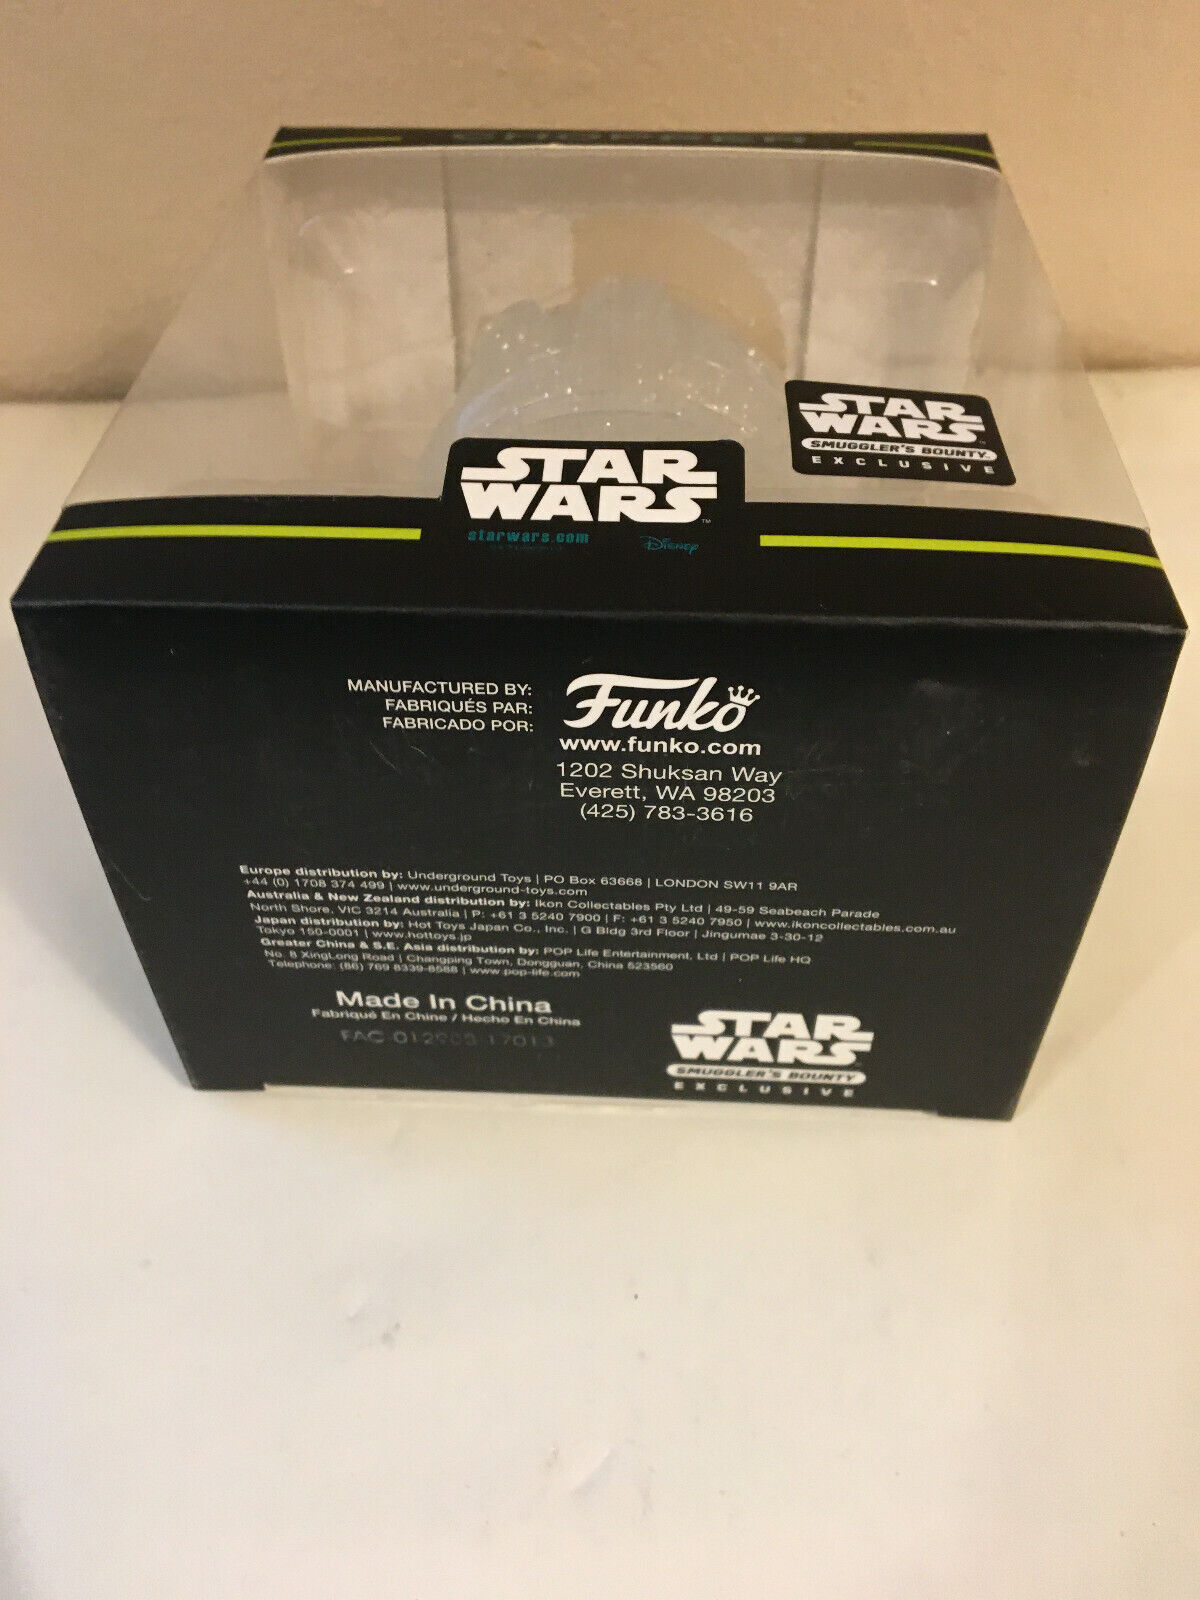 STAR
WARS
SMUGGLER'S BOUNTY
EXCLUSIVE
STAR
WARS™
starwars.com
Disney
MANUFACTURED BY:
FABRIQUÉS PAR:
FABRICADO POR:
Funko
www.funko.com
1202 Shuksan Way
Everett, WA 98203
(425) 783-3616
Europe distribution by: Underground Toys | PO Box 63668 | LONDON SW11 9AR
+44 (0) 1708 374 499 | www.underground-toys.com
Australia & New Zealand distribution by: Ikon Collectables Pty Ltd | 49-59 Seabeach Parade
North Shore, VIC 3214 Australia | P: +61 3 5240 7900 | F: +61 3 5240 7950 | www.ikoncollectables.com.au
Japan distribution by: Hot Toys Japan Co., Inc. | G Bldg 3rd Floor | Jingumae 3-30-12
Tokyo 150-0001 | www.hottoys.jp
Greater China & S.E. Asia distribution by: POP Life Entertainment, Ltd | POP Life HQ
No. 8 XingLong Road | Changping Town, Dongguan, China 523560
Telephone: (86) 769 8339-8588 | www.pop-life.com
Made In China
Fabriqué En Chine / Hecho En China
FAC
STAR
WARS
SMUGGLER'S BOUNTY
EXCLUSIVE